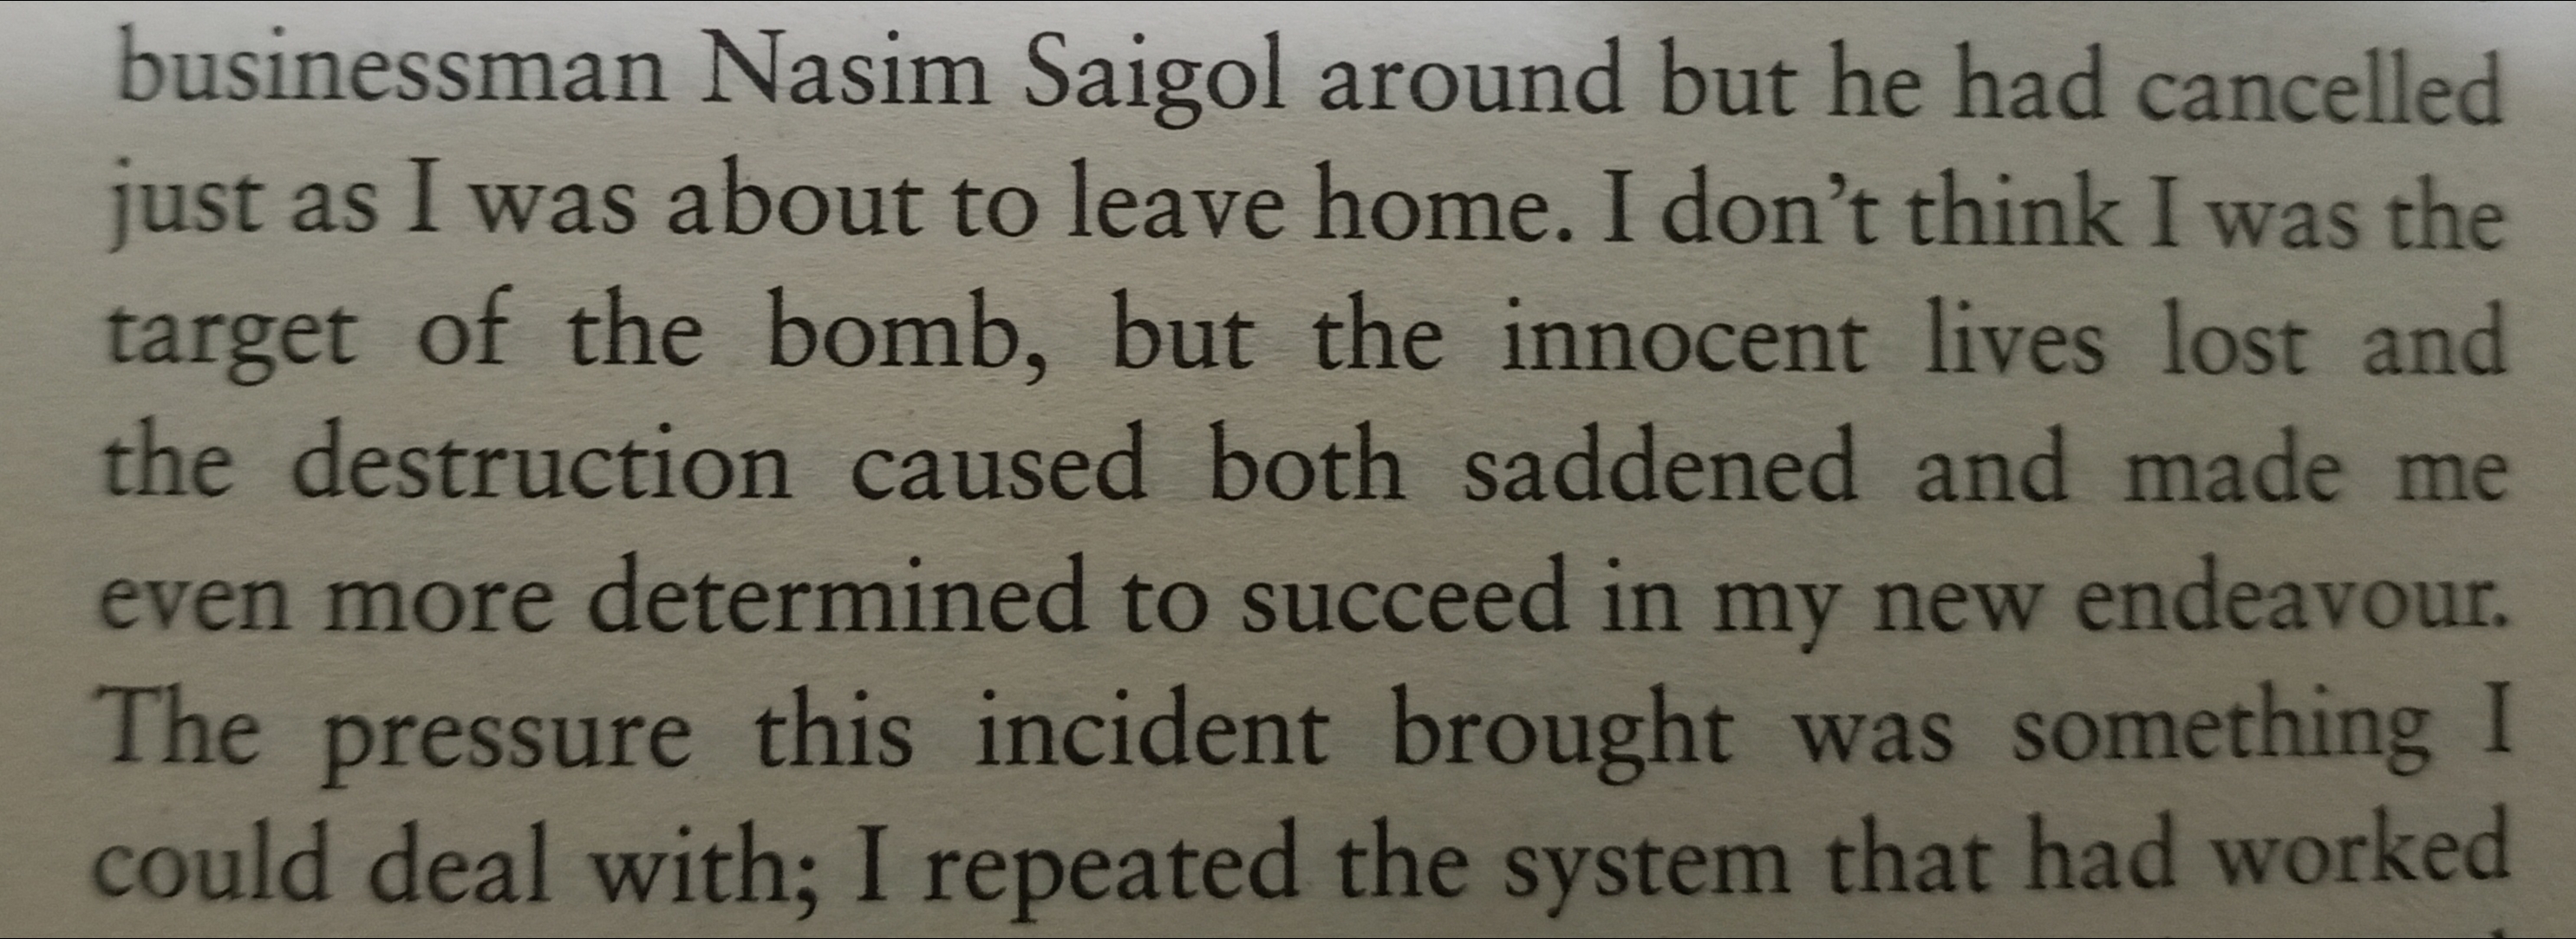 businessman Nasim Saigol around but he had cancelled
just as I was about to leave home. I don't think I was the
target of the bomb, but the innocent lives lost and
the destruction caused both saddened and made me
even more determined to succeed in my new endeavour.
The pressure this incident brought was something I
could deal with; I repeated the system that had worked